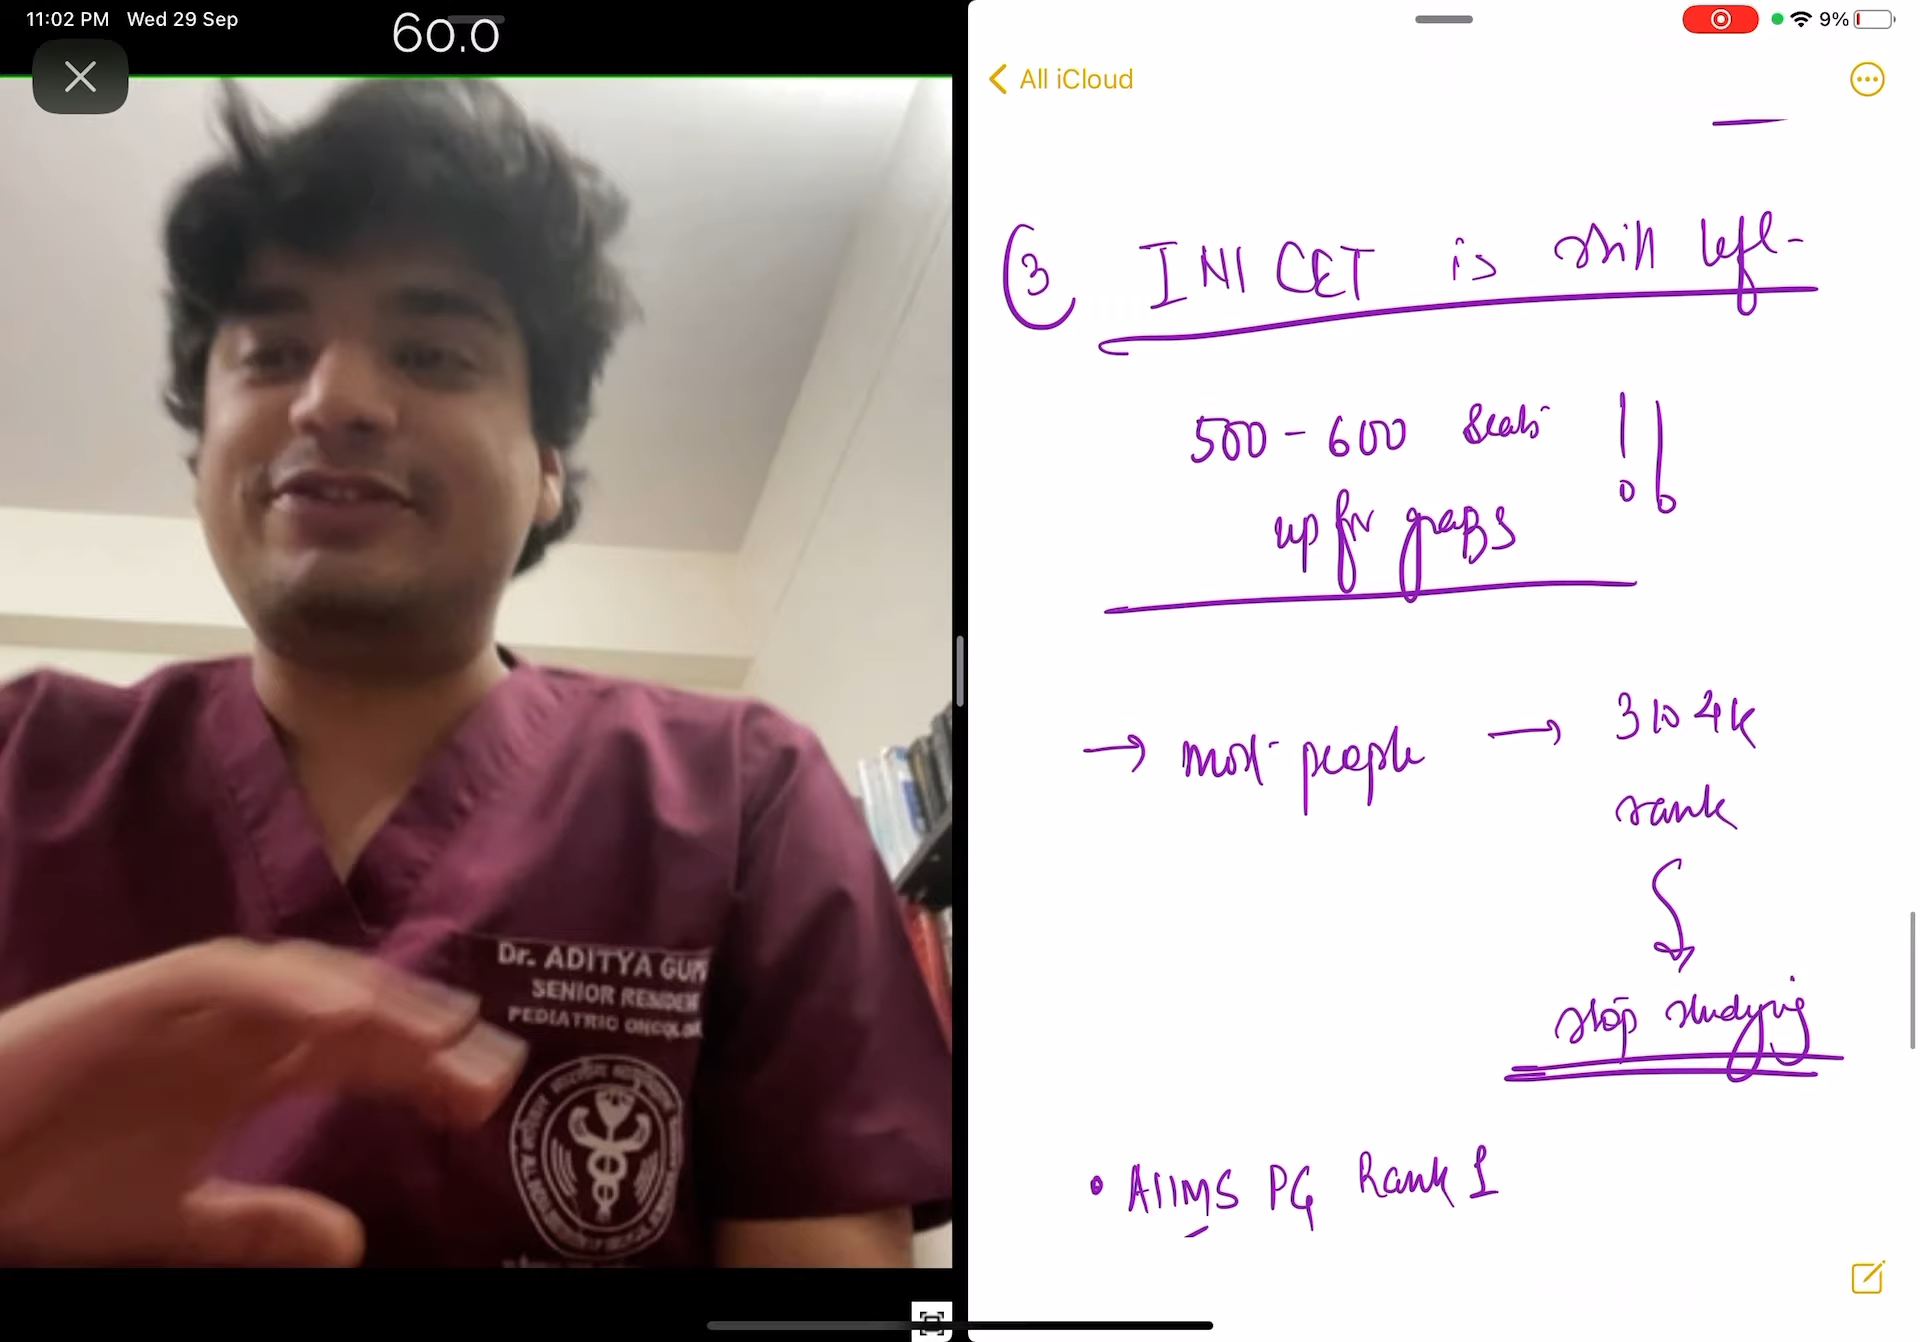 11:02 PM Wed 29 Sep
60.0
9%
All iCloud
3 INI CET is still left
500-600 seats !!
up for grabs
→ most people → 3 to 4k
rank
stop studying
• AIIMS PG Rank 1
Dr. ADITYA GUP
SENIOR RESIDE
PEDIATRIC ONCOLO